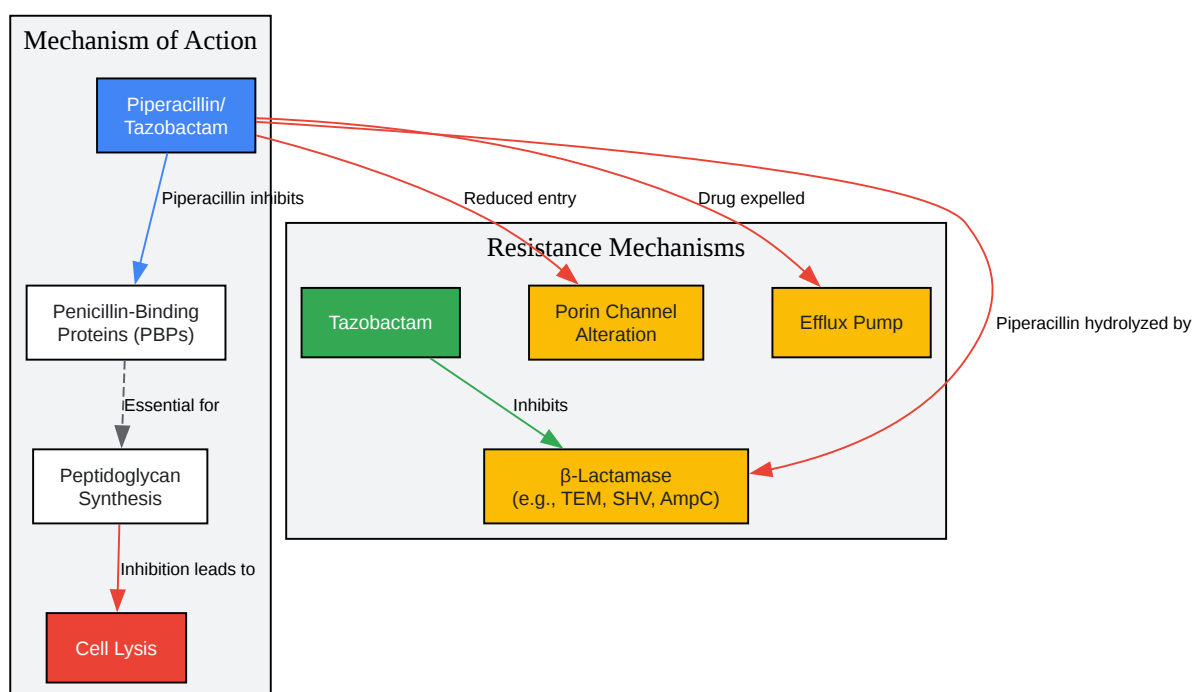 Mechanism of Action
Piperacillin/
Tazobactam
Piperacillin inhibits
Reduced entry
Drug expelled
Resistance Mechanisms
Penicillin-Binding
Proteins (PBPs)
Tazobactam
Porin Channel
Alteration
Efflux Pump
Piperacillin hydrolyzed by
Essential for
Inhibits
Peptidoglycan
Synthesis
β-Lactamase
(e.g., TEM, SHV, AmpC)
Inhibition leads to
Cell Lysis